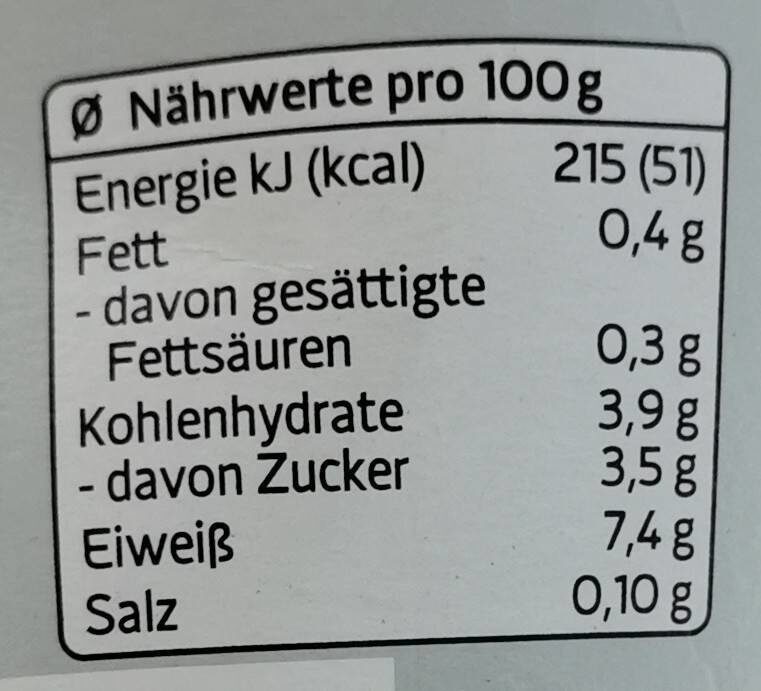 Ø Nährwerte pro 100 g
Energie kJ (kcal) 215 (51)
Fett 0,4 g
- davon gesättigte
Fettsäuren 0,3 g
Kohlenhydrate 3,9 g
- davon Zucker 3,5 g
Eiweiß 7,4 g
Salz 0,10 g